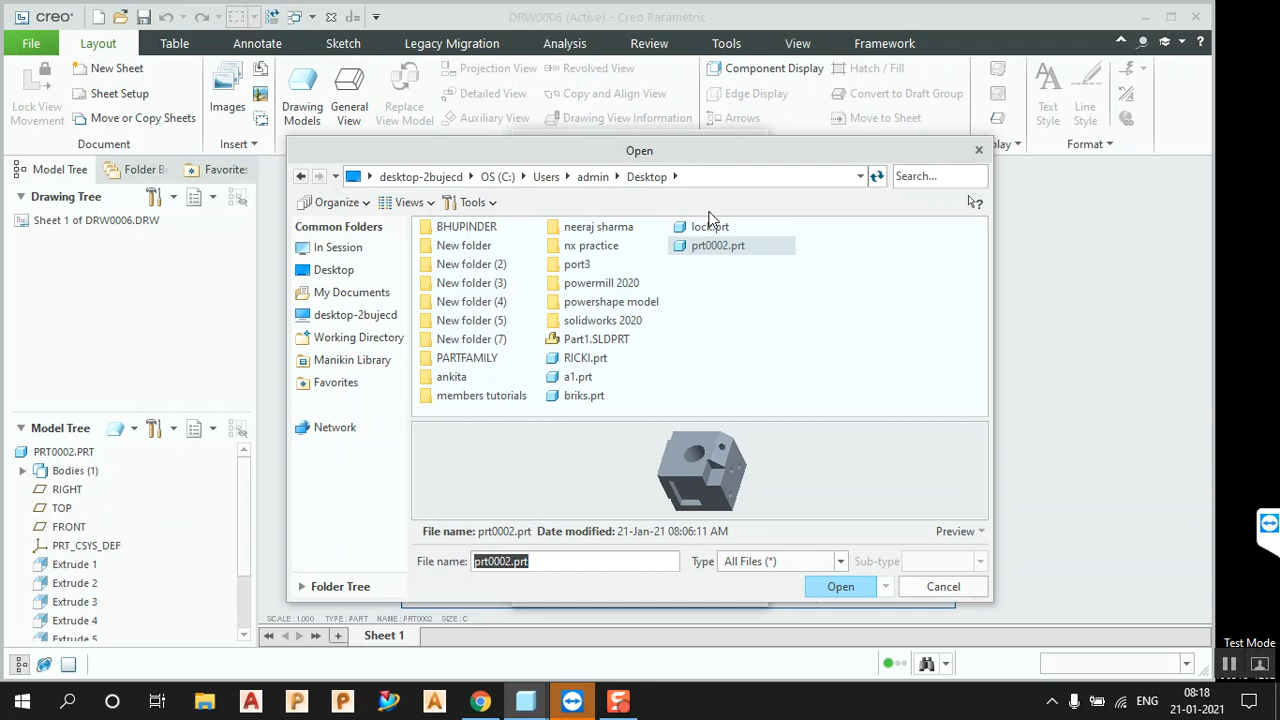 creo DRW0006 (Active) - Creo Parametric
File Layout Table Annotate Sketch Legacy Migration Analysis Review Tools View Framework
Lock View Movement
New Sheet
Sheet Setup
Move or Copy Sheets
Document
Images
Insert
Drawing Models
General View
Replace View Model
Projection View
Detailed View
Auxiliary View
Revolved View
Copy and Align View
Drawing View Information
Component Display
Edge Display
Arrows
Hatch / Fill
Convert to Draft Group
Move to Sheet
Text Style
Line Style
Format
Model Tree Folder B Favorites
Drawing Tree
Sheet 1 of DRW0006.DRW
Model Tree
PRT0002.PRT
Bodies (1)
RIGHT
TOP
FRONT
PRT_CSYS_DEF
Extrude 1
Extrude 2
Extrude 3
Extrude 4
Extrude 5
Open
desktop-2bujecd OS (C:) Users admin Desktop Search...
Organize Views Tools
Common Folders
In Session
Desktop
My Documents
desktop-2bujecd
Working Directory
Manikin Library
Favorites
Network
Folder Tree
BHUPINDER
New folder
New folder (2)
New folder (3)
New folder (4)
New folder (5)
New folder (7)
PARTFAMILY
ankita
members tutorials
neeraj sharma
nx practice
port3
powermill 2020
powershape model
solidworks 2020
Part1.SLDPRT
RICKI.prt
a1.prt
briks.prt
prt0002.prt
File name: prt0002.prt Date modified: 21-Jan-21 08:06:11 AM Preview
File name: prt0002.prt Type All Files (*) Sub-type
Open Cancel
SCALE : 1.000 TYPE : PART NAME : PRT0002 SIZE : C
Sheet 1
Test Mode
ENG
08:18
21-01-2021